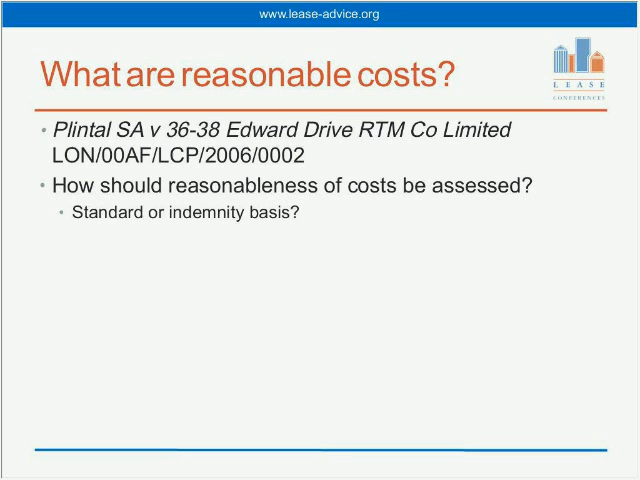 www.lease-advice.org
What are reasonable costs?
L E A S E
CONFERENCES
• Plintal SA v 36-38 Edward Drive RTM Co Limited
LON/00AF/LCP/2006/0002
• How should reasonableness of costs be assessed?
• Standard or indemnity basis?